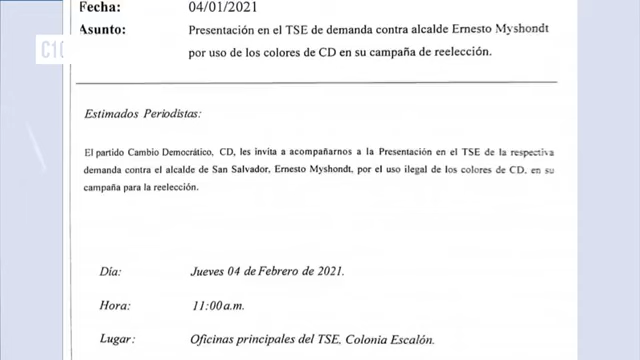 Fecha: 04/01/2021
Asunto: Presentación en el TSE de demanda contra alcalde Ernesto Myshondt
por uso de los colores de CD en su campaña de reelección.
C10
Estimados Periodistas:
El partido Cambio Democrático, CD, les invita a acompañarnos a la Presentación en el TSE de la respectiva
demanda contra el alcalde de San Salvador, Ernesto Myshondt, por el uso ilegal de los colores de CD, en su
campaña para la reelección.
Día: Jueves 04 de Febrero de 2021.
Hora: 11:00a.m.
Lugar: Oficinas principales del TSE, Colonia Escalón.